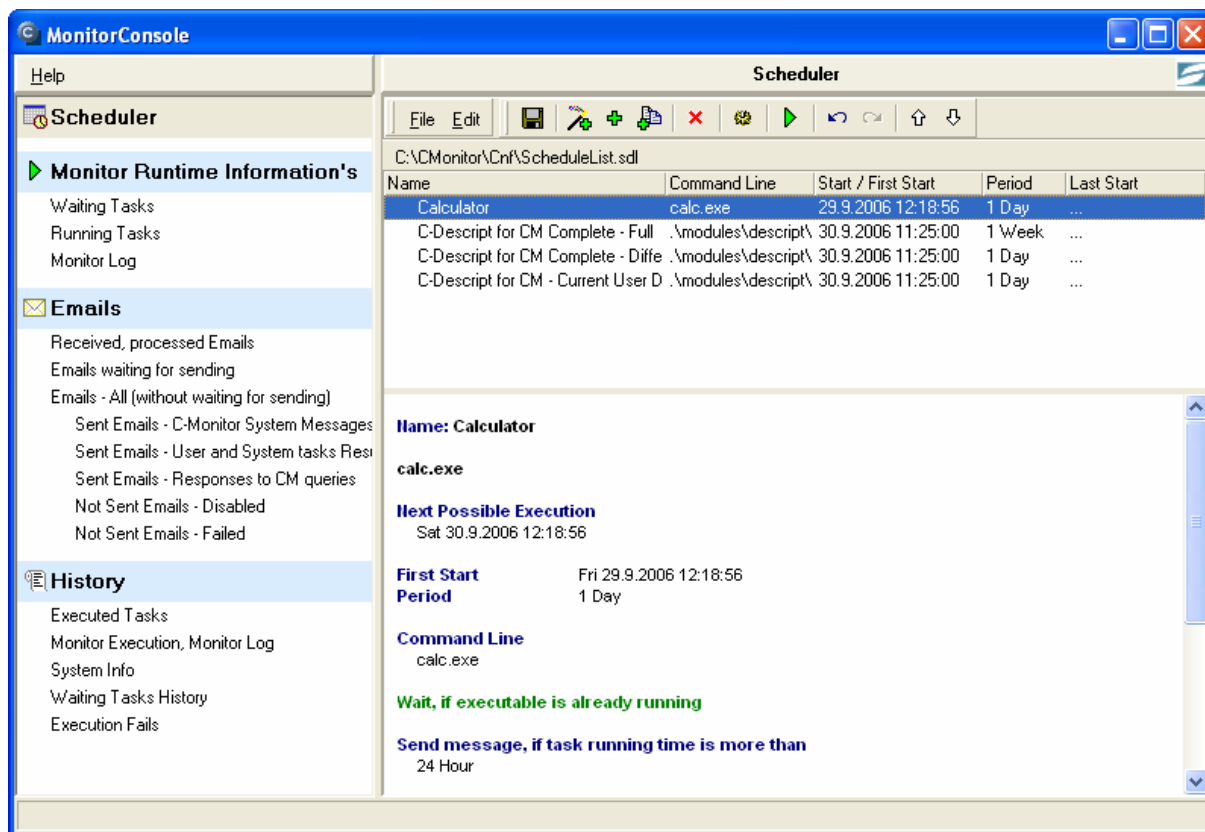 MonitorConsole
Help
Scheduler
Monitor Runtime Information's
Waiting Tasks
Running Tasks
Monitor Log
Emails
Received, processed Emails
Emails waiting for sending
Emails - All (without waiting for sending)
Sent Emails - C-Monitor System Messages
Sent Emails - User and System tasks Resu
Sent Emails - Responses to CM queries
Not Sent Emails - Disabled
Not Sent Emails - Failed
History
Executed Tasks
Monitor Execution, Monitor Log
System Info
Waiting Tasks History
Execution Fails
Scheduler
File Edit
C:\CMonitor\Cnf\ScheduleList.sdl
Name Command Line Start / First Start Period Last Start
Calculator calc.exe 29.9.2006 12:18:56 1 Day ...
C-Descript for CM Complete - Full .\modules\descript\ 30.9.2006 11:25:00 1 Week ...
C-Descript for CM Complete - Diffe .\modules\descript\ 30.9.2006 11:25:00 1 Day ...
C-Descript for CM - Current User D .\modules\descript\ 30.9.2006 11:25:00 1 Day ...
Name: Calculator
calc.exe
Next Possible Execution
Sat 30.9.2006 12:18:56
First Start Fri 29.9.2006 12:18:56
Period 1 Day
Command Line
calc.exe
Wait, if executable is already running
Send message, if task running time is more than
24 Hour